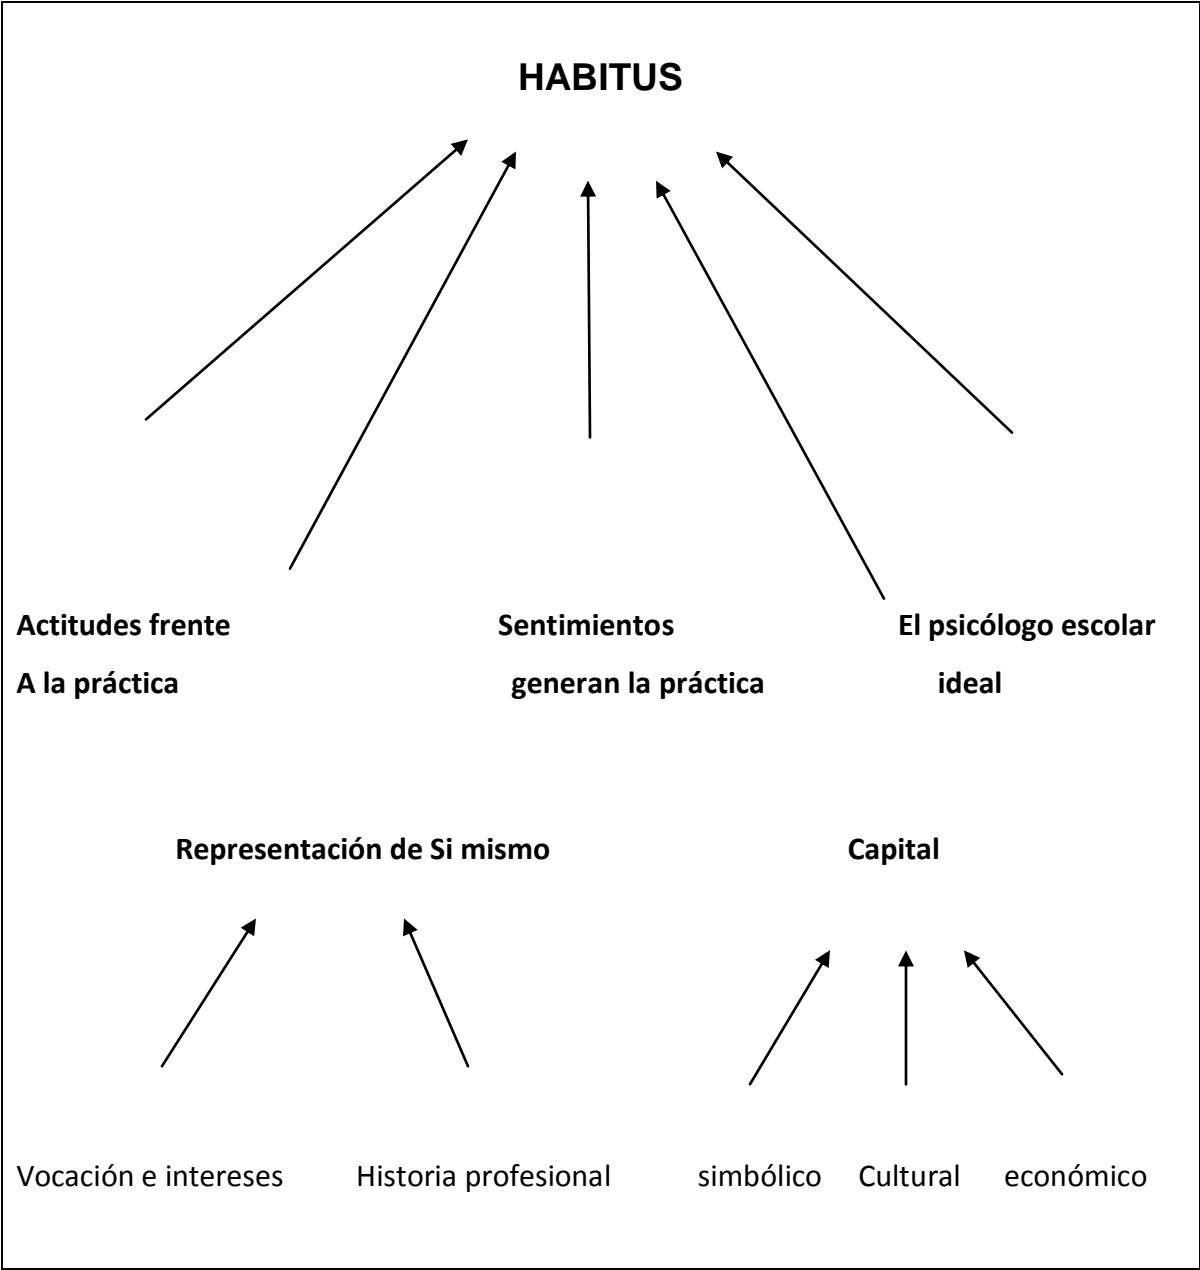 HABITUS
Actitudes frente Sentimientos El psicólogo escolar
A la práctica generan la práctica ideal
Representación de Si mismo Capital
Vocación e intereses Historia profesional simbólico Cultural económico